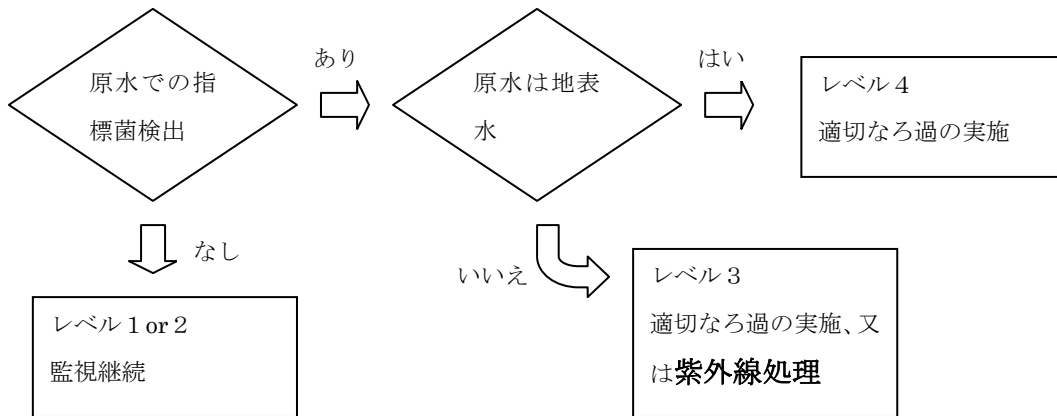 原水での指
標菌検出
あり
原水は地表
水
はい
レベル４
適切なろ過の実施
なし
レベル１or２
監視継続
いいえ
レベル３
適切なろ過の実施、又
は紫外線処理